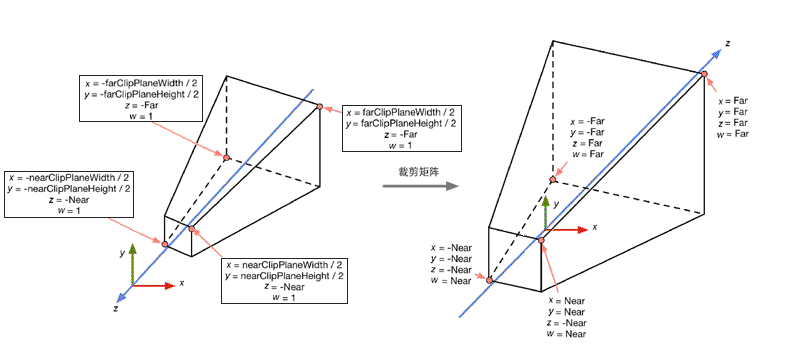 x = -farClipPlaneWidth / 2
y = -farClipPlaneHeight / 2
z = -Far
w = 1
x = farClipPlaneWidth / 2
y = farClipPlaneHeight / 2
z = -Far
w = 1
x = -nearClipPlaneWidth / 2
y = -nearClipPlaneHeight / 2
z = -Near
w = 1
x = nearClipPlaneWidth / 2
y = nearClipPlaneHeight / 2
z = -Near
w = 1
y
x
z
裁剪矩阵
z
x = Far
y = Far
z = Far
w = Far
x = -Far
y = -Far
z = Far
w = Far
y
x
x = -Near
y = -Near
z = -Near
w = Near
x = Near
y = Near
z = -Near
w = Near